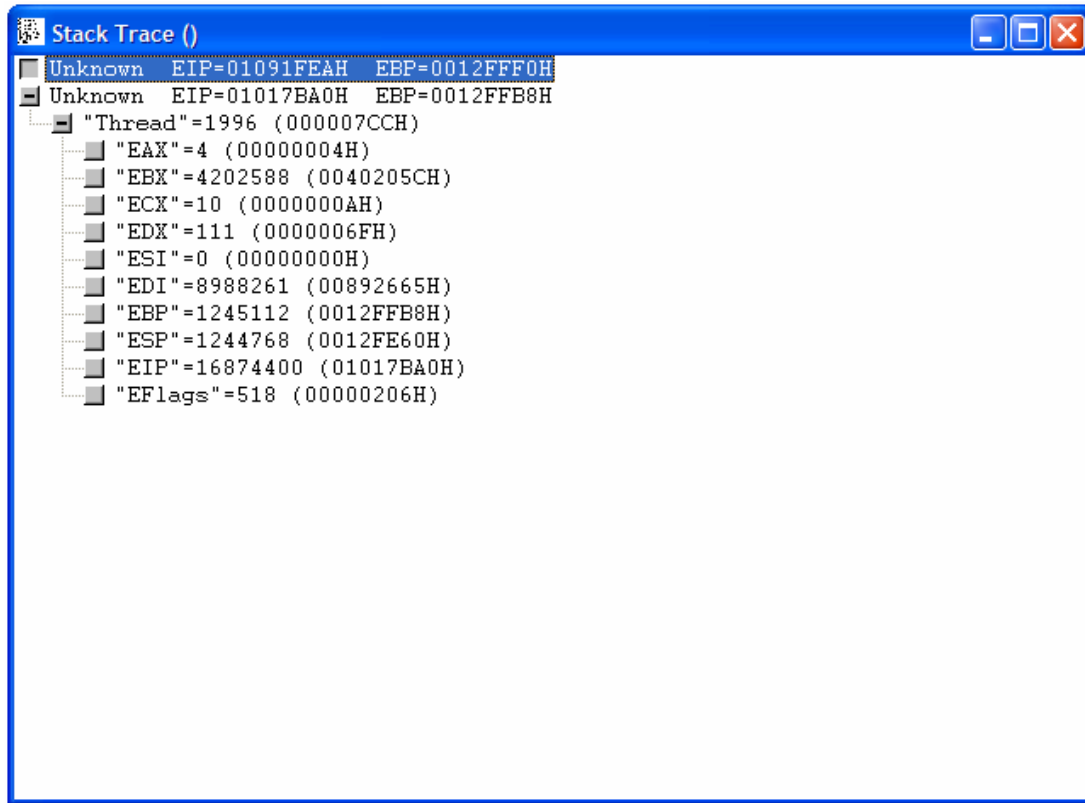 Stack Trace ()
Unknown EIP=01091FEAH EBP=0012FFF0H
Unknown EIP=01017BA0H EBP=0012FFB8H
"Thread"=1996 (000007CCH)
"EAX"=4 (00000004H)
"EBX"=4202588 (0040205CH)
"ECX"=10 (0000000AH)
"EDX"=111 (0000006FH)
"ESI"=0 (00000000H)
"EDI"=8988261 (00892665H)
"EBP"=1245112 (0012FFB8H)
"ESP"=1244768 (0012FE60H)
"EIP"=16874400 (01017BA0H)
"EFlags"=518 (00000206H)